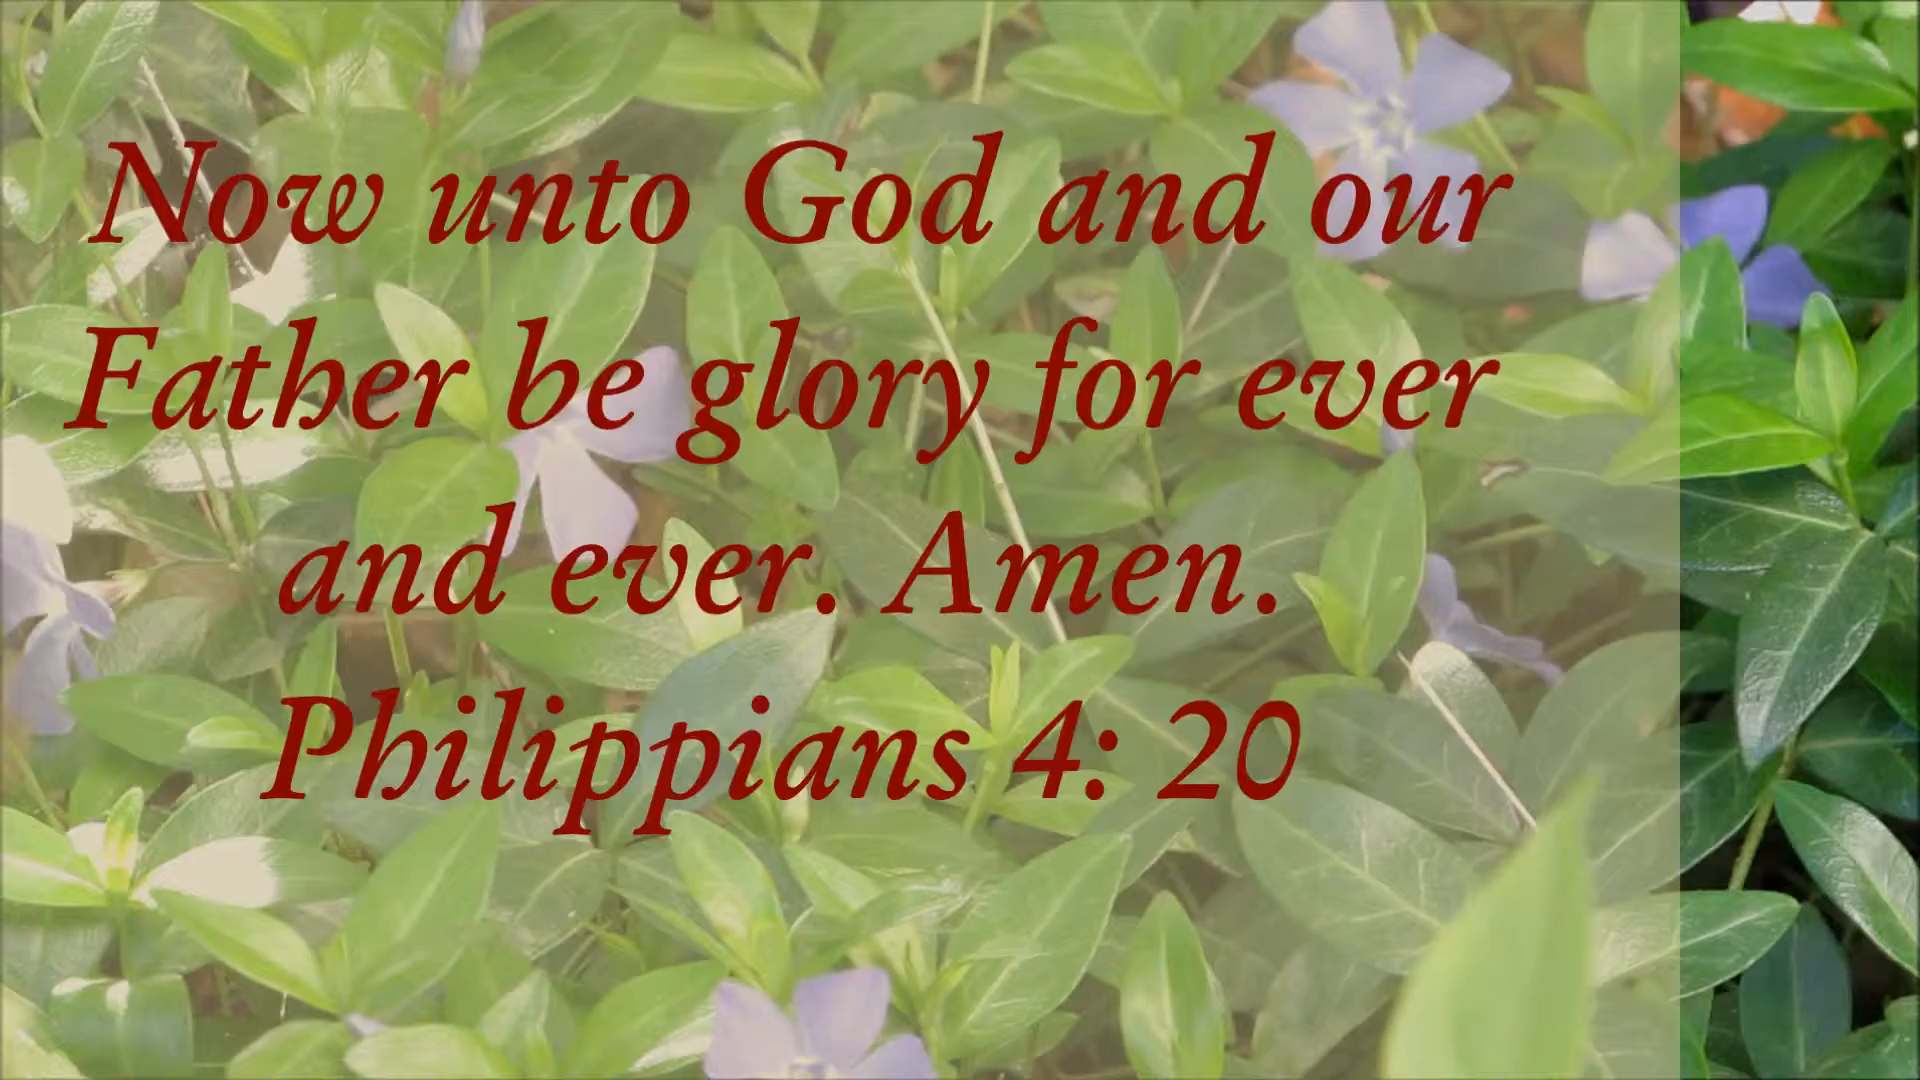 Now unto God and our
Father be glory for ever
and ever. Amen.
Philippians 4: 20